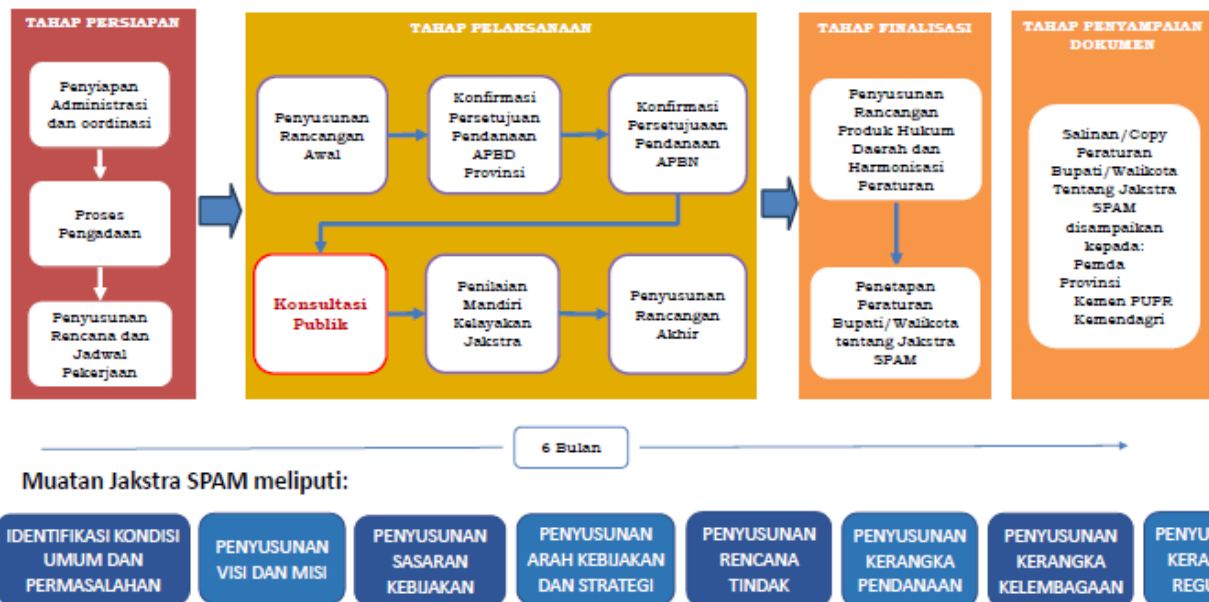 TAHAP PERSIAPAN
Penyiapan
Administrasi
dan oordinasi
Proses
Pengadaan
Penyusunan
Rencana dan
Jadwal
Pekerjaan
TAHAP PELAKSANAAN
Penyusunan
Rancangan
Awal
Konfirmasi
Persetujuan
Pendanaan
APBD
Provinsi
Konfirmasi
Persetujuaan
Pendanaan
APBN
Konsultasi
Publik
Penilaian
Mandiri
Kelayakan
Jakstra
Penyusunan
Rancangan
Akhir
TAHAP FINALISASI
Penyusunan
Rancangan
Produk Hukum
Daerah dan
Harmonisasi
Peraturan
Penetapan
Peraturan
Bupati/Walikota
tentang Jakstra
SPAM
TAHAP PENYAMPAIAN
DOKUMEN
Salinan/Copy
Peraturan
Bupati/Walikota
Tentang Jakstra
SPAM
disampaikan
kepada:
Pemda
Provinsi
Kemen PUPR
Kemendagri
6 Bulan
Muatan Jakstra SPAM meliputi:
IDENTIFIKASI KONDISI
UMUM DAN
PERMASALAHAN
PENYUSUNAN
VISI DAN MISI
PENYUSUNAN
SASARAN
KEBIJAKAN
PENYUSUNAN
ARAH KEBIJAKAN
DAN STRATEGI
PENYUSUNAN
RENCANA
TINDAK
PENYUSUNAN
KERANGKA
PENDANAAN
PENYUSUNAN
KERANGKA
KELEMBAGAAN
PENYU
KERA
REGU